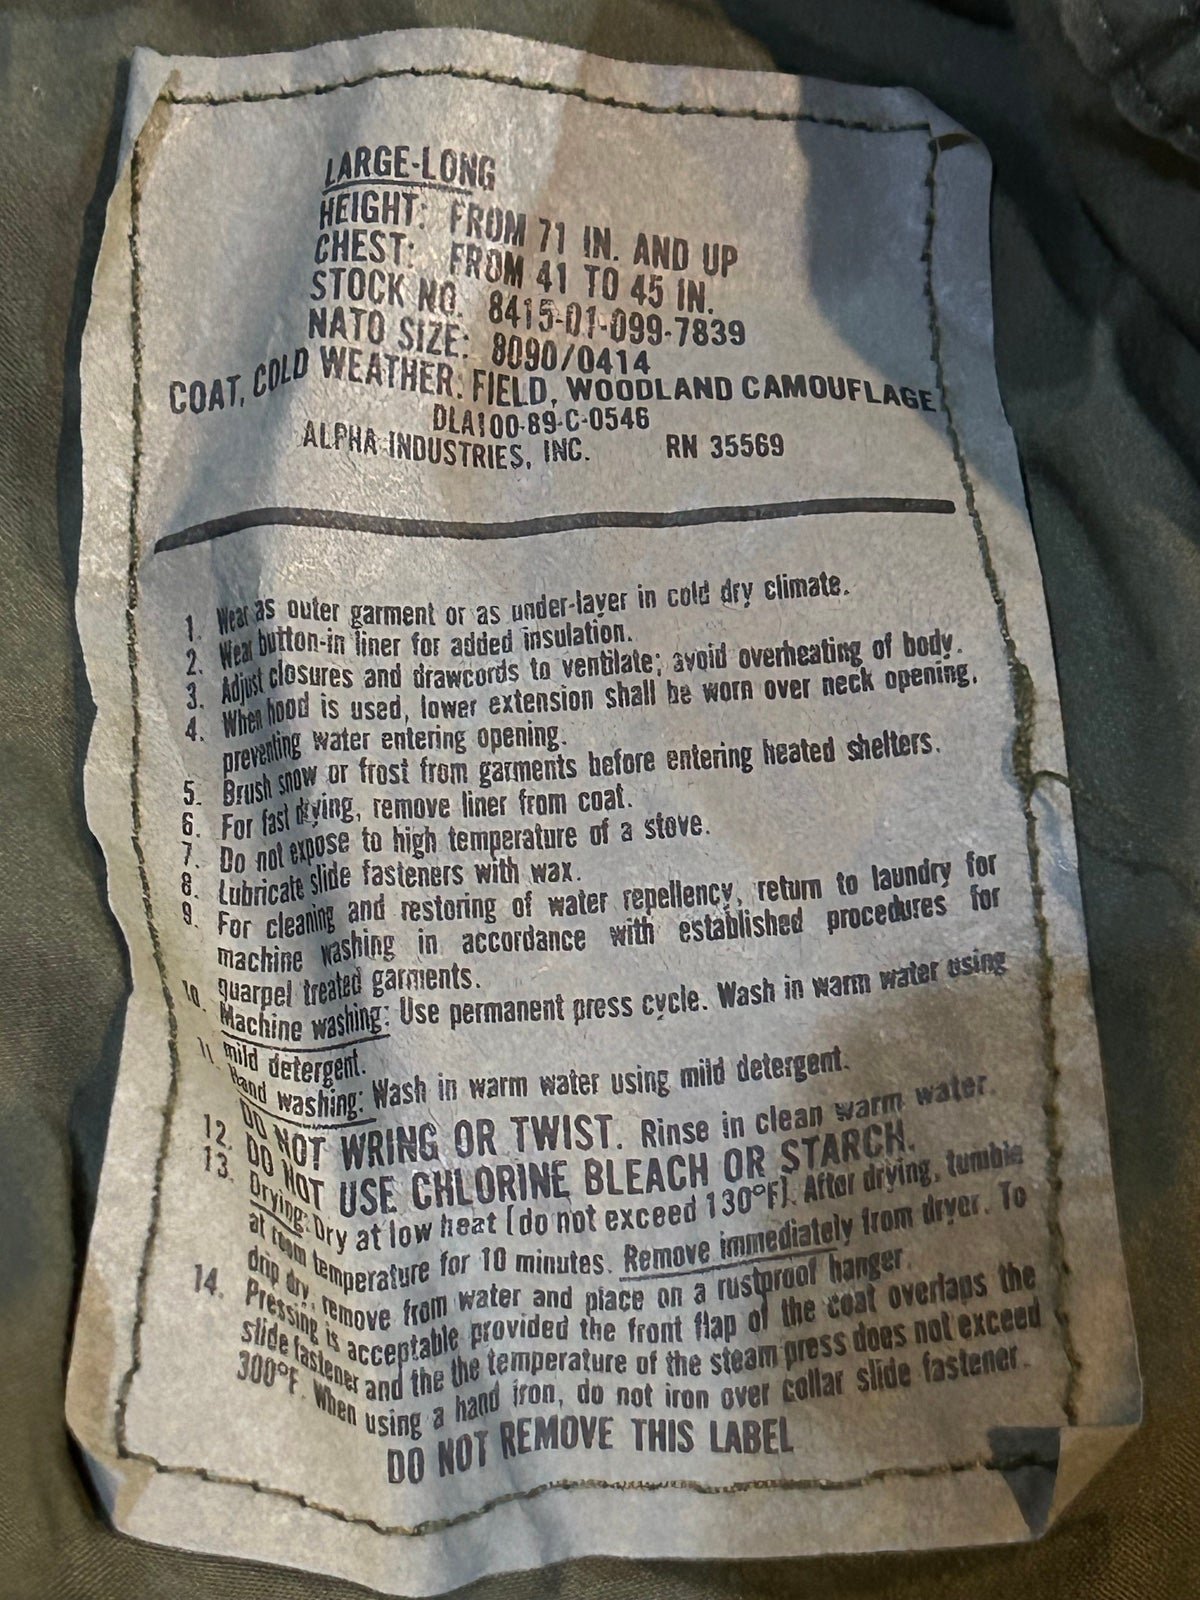 LARGE-LONG
HEIGHT: FROM 71 IN. AND UP
CHEST: FROM 41 TO 45 IN.
STOCK NO. 8415-01-099-7839
NATO SIZE: 8090/0414
COAT, COLD WEATHER: FIELD, WOODLAND CAMOUFLAGE
DLA100-89-C-0546
ALPHA INDUSTRIES, INC. RN 35569
1. Wear as outer garment or as under-layer in cold dry climate.
2. Wear button-in liner for added insulation.
3. Adjust closures and drawcords to ventilate; avoid overheating of body.
4. When hood is used, lower extension shall be worn over neck opening,
preventing water entering opening.
5. Brush snow or frost from garments before entering heated shelters.
6. For fast drying, remove liner from coat.
7. Do not expose to high temperature of a stove.
8. Lubricate slide fasteners with wax.
9. For cleaning and restoring of water repellency, return to laundry for
machine washing in accordance with established procedures for
quarpel treated garments.
10. Machine washing: Use permanent press cycle. Wash in warm water using
mild detergent.
11. Hand washing: Wash in warm water using mild detergent.
DO NOT WRING OR TWIST. Rinse in clean warm water.
12. DO NOT USE CHLORINE BLEACH OR STARCH.
13. Drying: Dry at low heat (do not exceed 130°F). After drying, tumble
at room temperature for 10 minutes. Remove immediately from dryer. To
drip dry, remove from water and place on a rustproof hanger.
14. Pressing is acceptable provided the front flap of the coat overlaps the
slide fastener and the the temperature of the steam press does not exceed
300°F. When using a hand iron, do not iron over collar slide fastener.
DO NOT REMOVE THIS LABEL